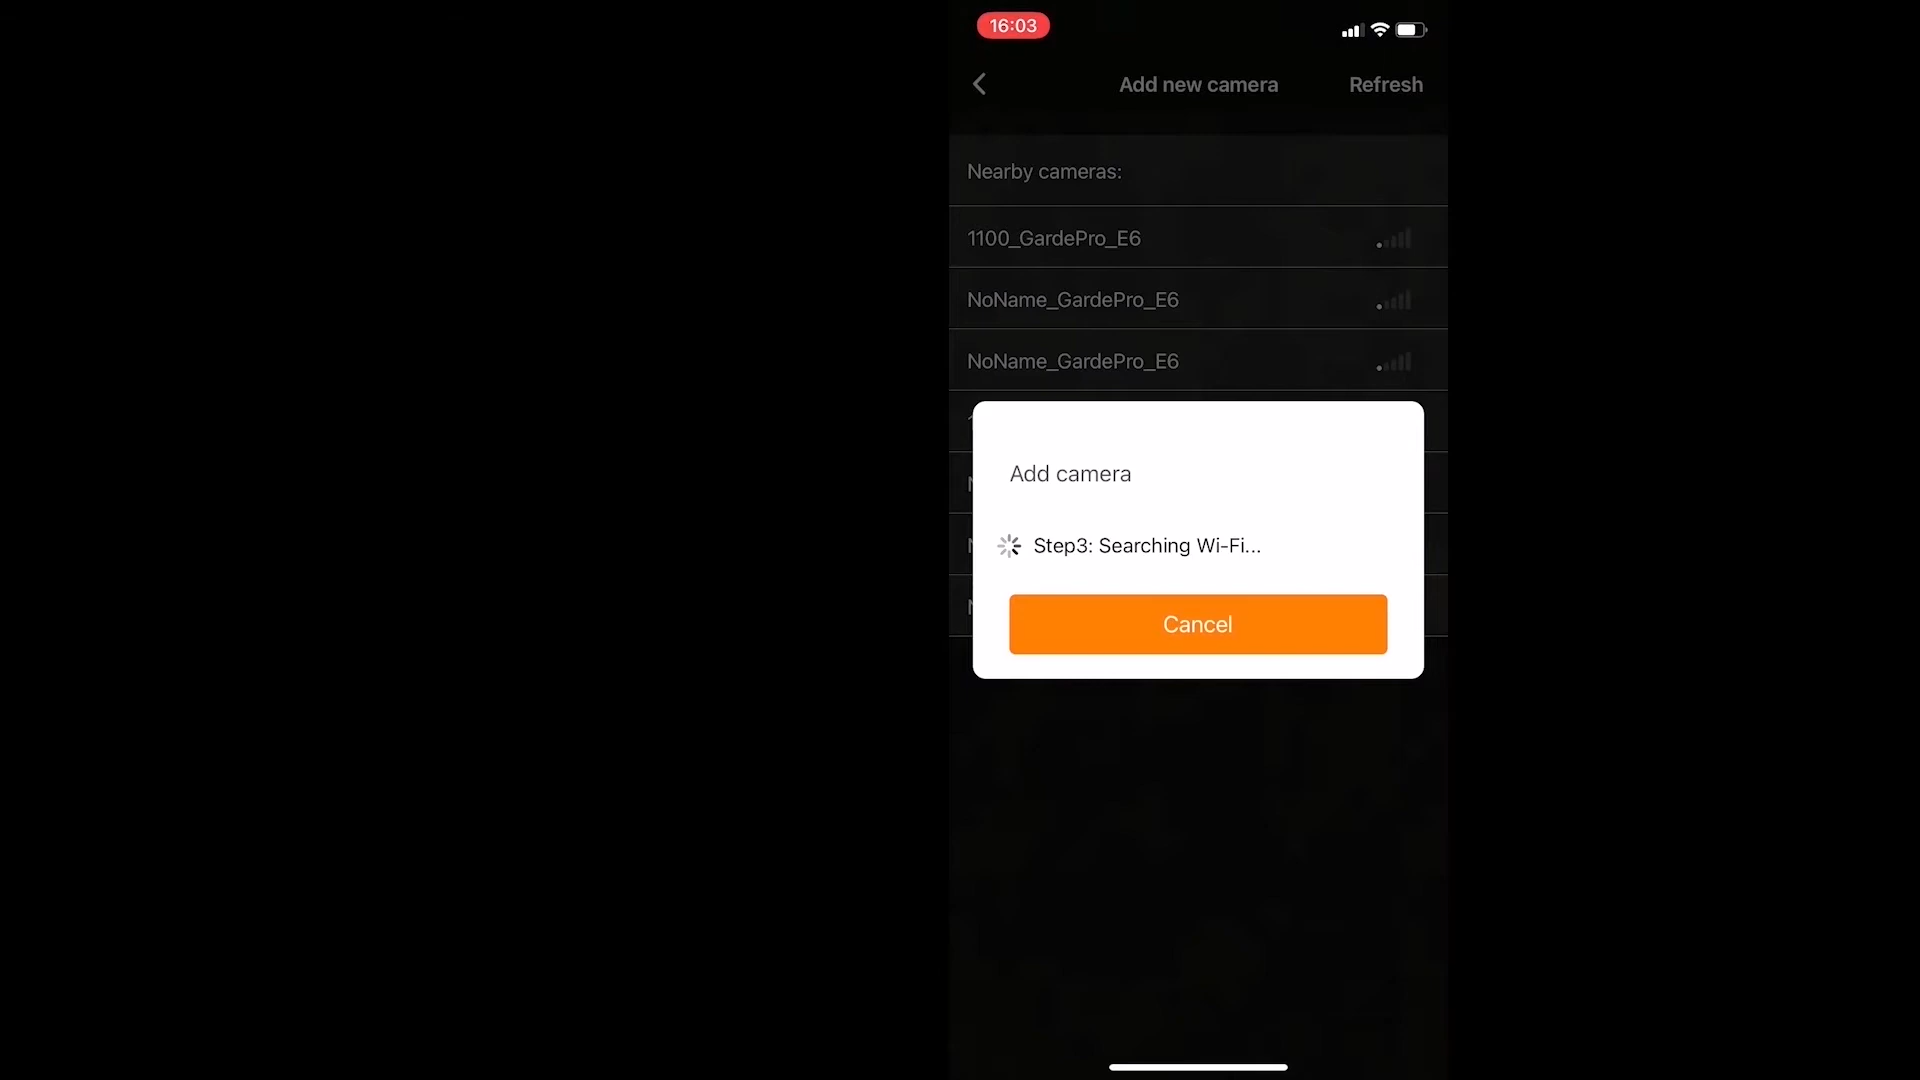 16:03
Add new camera
Refresh
Nearby cameras:
1100_GardePro_E6
NoName_GardePro_E6
NoName_GardePro_E6
Add camera
Step3: Searching Wi-Fi...
Cancel